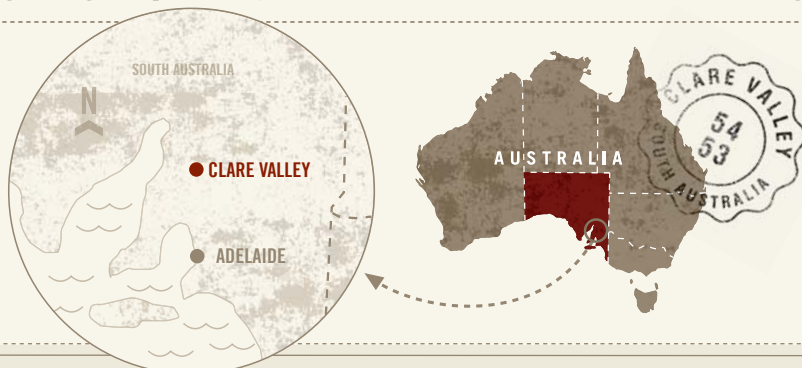 SOUTH AUSTRALIA
N
CLARE VALLEY
ADELAIDE
AUSTRALIA
CLARE VALLEY
54
53
SOUTH AUSTRALIA